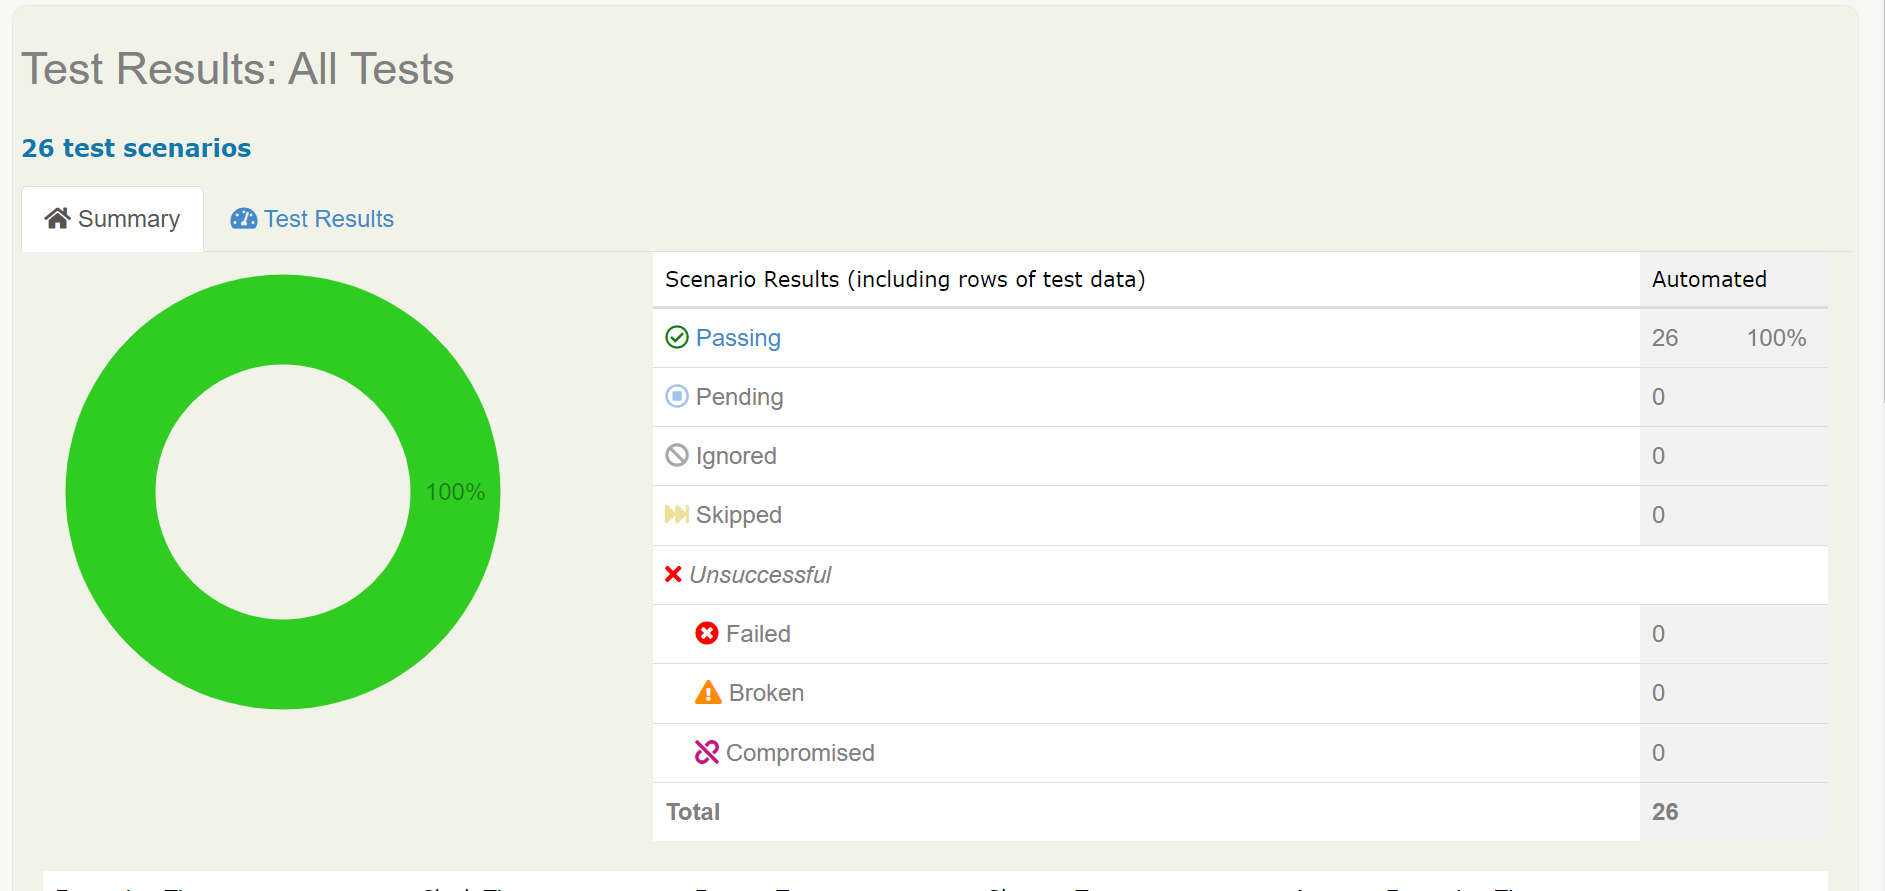 Test Results: All Tests
26 test scenarios
Summary Test Results
Scenario Results (including rows of test data) Automated
Passing 26 100%
Pending 0
Ignored 0
100%
Skipped 0
Unsuccessful
Failed 0
Broken 0
Compromised 0
Total 26